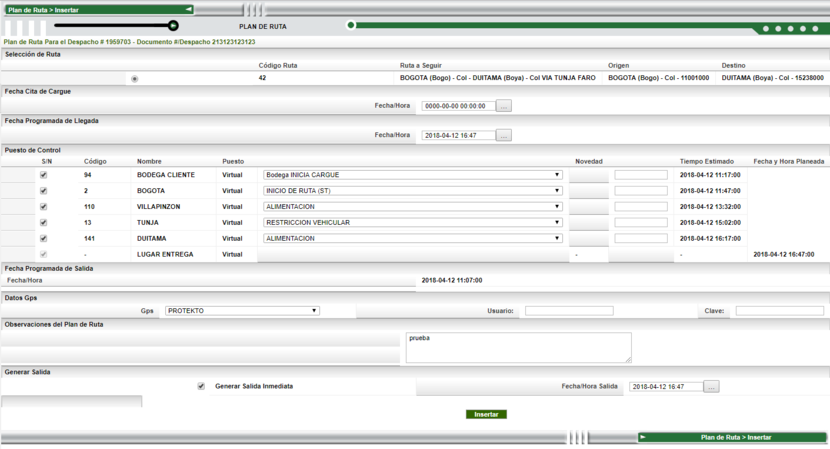 Plan de Ruta > Insertar
PLAN DE RUTA
Plan de Ruta Para el Despacho # 1959703 - Documento #/Despacho 213123123123
Selección de Ruta
Código Ruta Ruta a Seguir Origen Destino
42 BOGOTA (Bogo) - Col - DUITAMA (Boya) - Col VIA TUNJA FARO BOGOTA (Bogo) - Col - 11001000 DUITAMA (Boya) - Col - 15238000
Fecha Cita de Cargue
Fecha/Hora 0000-00-00 00:00:00 ...
Fecha Programada de Llegada
Fecha/Hora 2018-04-12 16:47 ...
Puesto de Control
S/N Código Nombre Puesto Novedad Tiempo Estimado Fecha y Hora Planeada
94 BODEGA CLIENTE Virtual Bodega INICIA CARGUE 2018-04-12 11:17:00
2 BOGOTA Virtual INICIO DE RUTA (ST) 2018-04-12 11:47:00
110 VILLAPINZON Virtual ALIMENTACION 2018-04-12 13:32:00
13 TUNJA Virtual RESTRICCION VEHICULAR 2018-04-12 15:02:00
141 DUITAMA Virtual ALIMENTACION 2018-04-12 16:17:00
- LUGAR ENTREGA Virtual - - 2018-04-12 16:47:00
Fecha Programada de Salida
Fecha/Hora 2018-04-12 11:07:00
Datos Gps
Gps PROTEKTO Usuario: Clave:
Observaciones del Plan de Ruta
prueba
Generar Salida
Generar Salida Inmediata Fecha/Hora Salida 2018-04-12 16:47 ...
Insertar
Plan de Ruta > Insertar